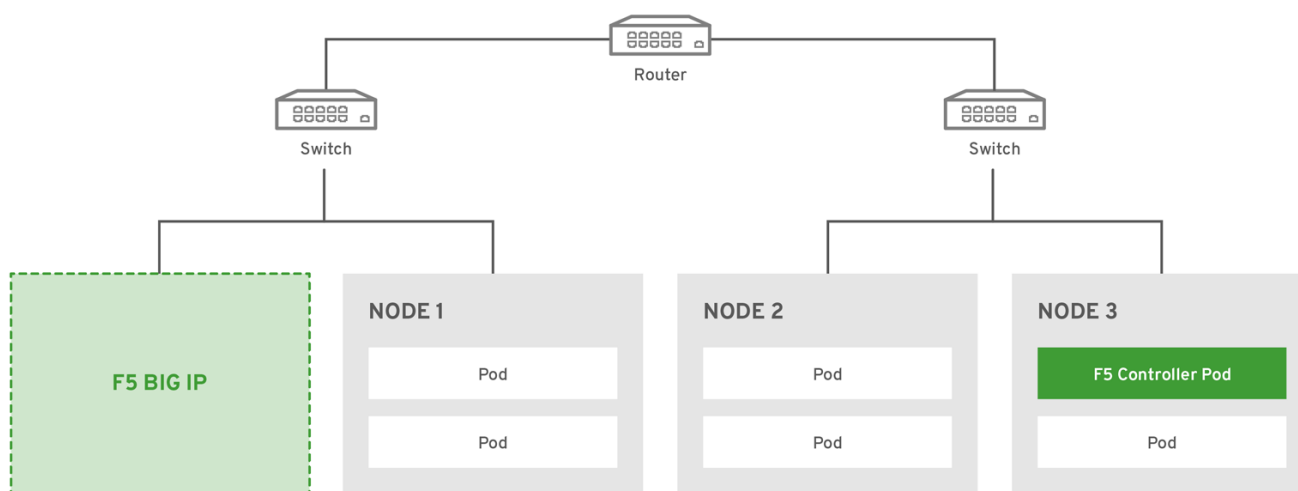 Router
Switch
Switch
F5 BIG IP
NODE 1
Pod
Pod
NODE 2
Pod
Pod
NODE 3
F5 Controller Pod
Pod